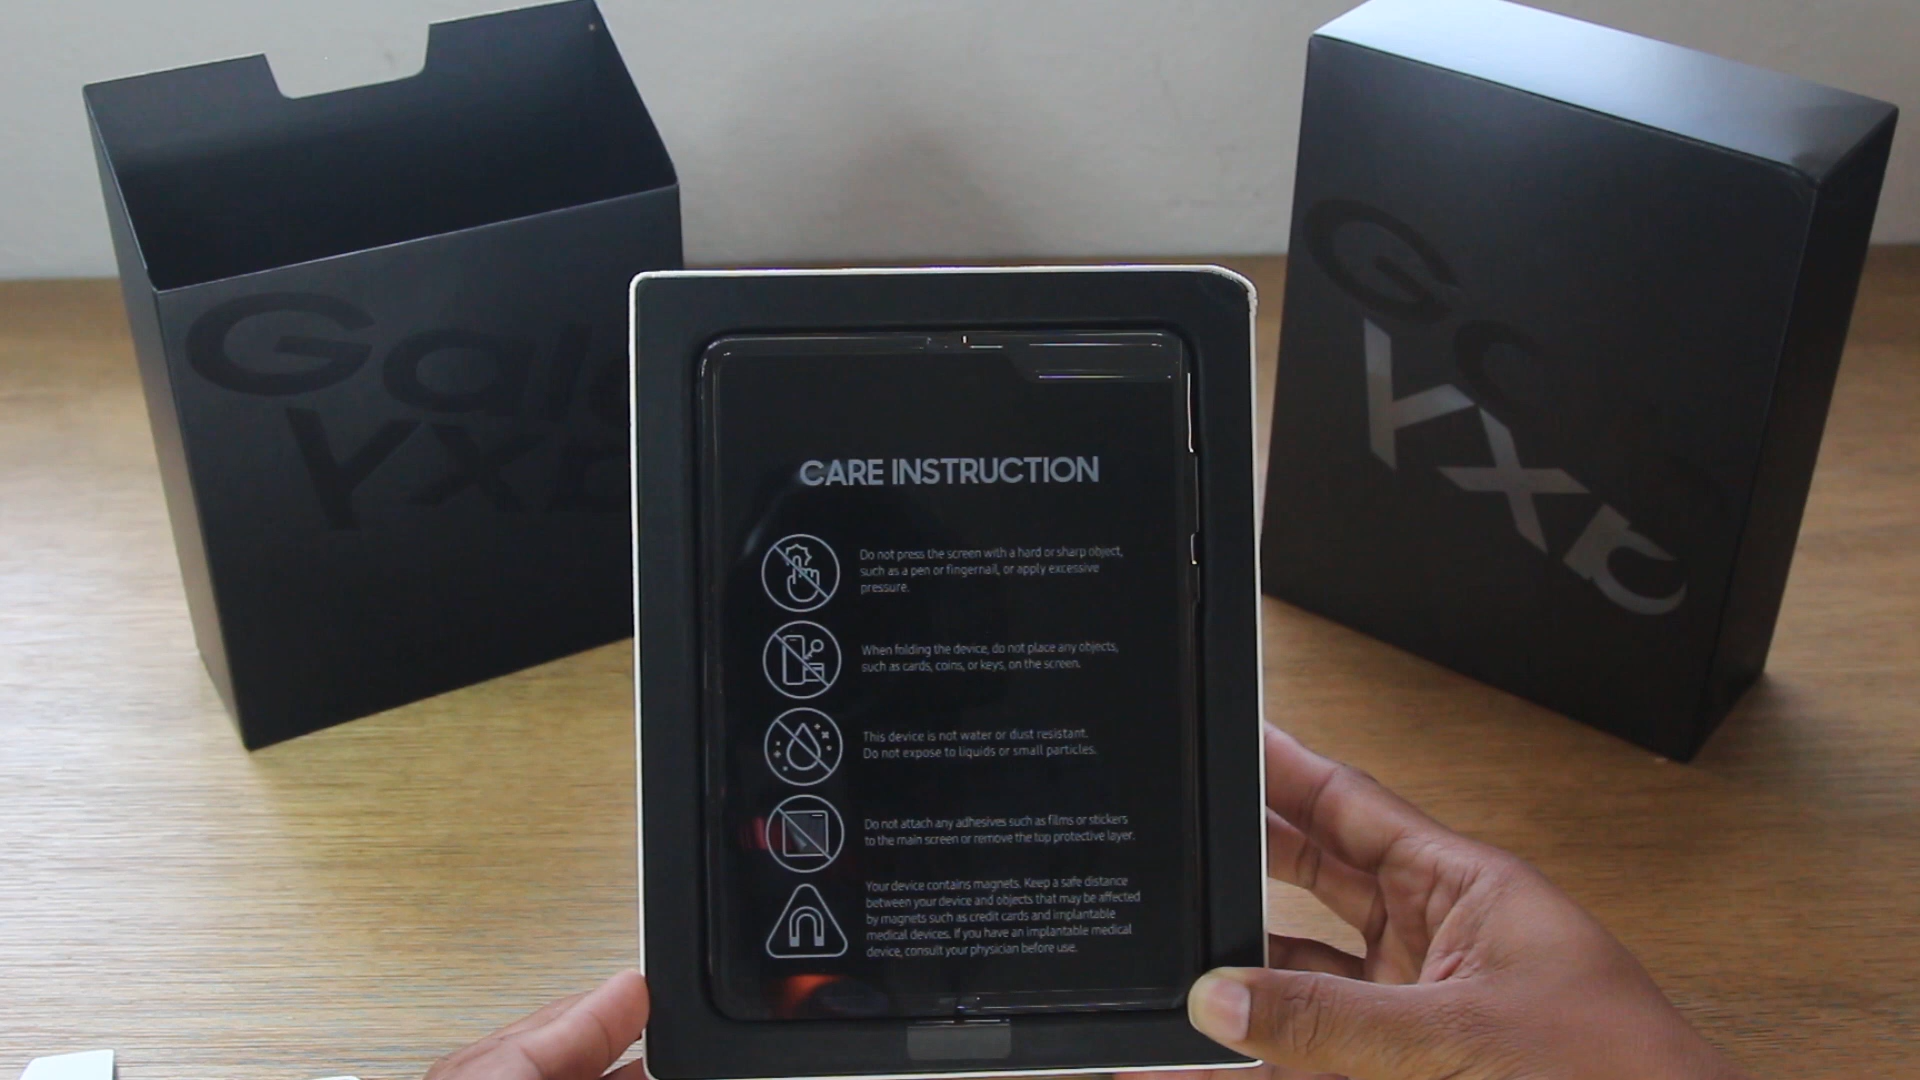 Gala
Yxb
G
YXb
CARE INSTRUCTION
Do not press the screen with a hard or sharp object,
such as a pen or fingernail, or apply excessive
pressure.
When folding the device, do not place any objects,
such as cards, coins, or keys, on the screen.
This device is not water or dust resistant.
Do not expose to liquids or small particles.
Do not attach any adhesives such as films or stickers
to the main screen or remove the top protective layer.
Your device contains magnets. Keep a safe distance
between your device and objects that may be affected
by magnets such as credit cards and implantable
medical devices. If you have an implantable medical
device, consult your physician before use.